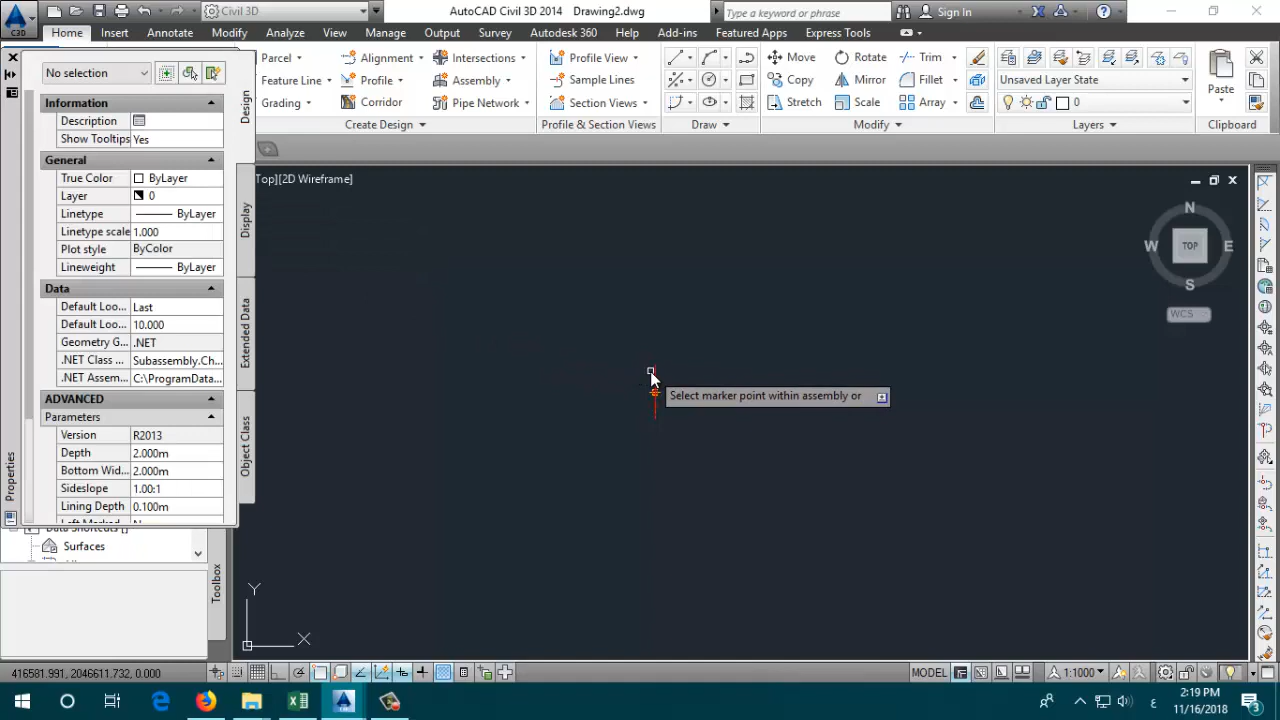 Civil 3D
AutoCAD Civil 3D 2014 Drawing2.dwg
Type a keyword or phrase
Sign In
C3D
Home Insert Annotate Modify Analyze View Manage Output Survey Autodesk 360 Help Add-ins Featured Apps Express Tools
Parcel Alignment Intersections Profile View Move Rotate Trim
Feature Line Profile Assembly Sample Lines Copy Mirror Fillet Unsaved Layer State
Grading Corridor Pipe Network Section Views Stretch Scale Array 0 Paste
Create Design Profile & Section Views Draw Modify Layers Clipboard
No selection
Information
Description
Show Tooltips Yes
General
True Color ByLayer
Layer 0
Linetype ByLayer
Linetype scale 1.000
Plot style ByColor
Lineweight ByLayer
Data
Default Loo... Last
Default Loo... 10.000
Geometry G... .NET
.NET Class ... Subassembly.Ch...
.NET Assem... C:\ProgramData...
ADVANCED
Parameters
Version R2013
Depth 2.000m
Bottom Wid... 2.000m
Sideslope 1.00:1
Lining Depth 0.100m
Design
Display
Extended Data
Object Class
Properties
Surfaces
Toolbox
Top][2D Wireframe]
N
W TOP E
S
WCS
Select marker point within assembly or
Y
X
416581.991, 2046611.732, 0.000
MODEL
1:1000
ع
2:19 PM
11/16/2018
3